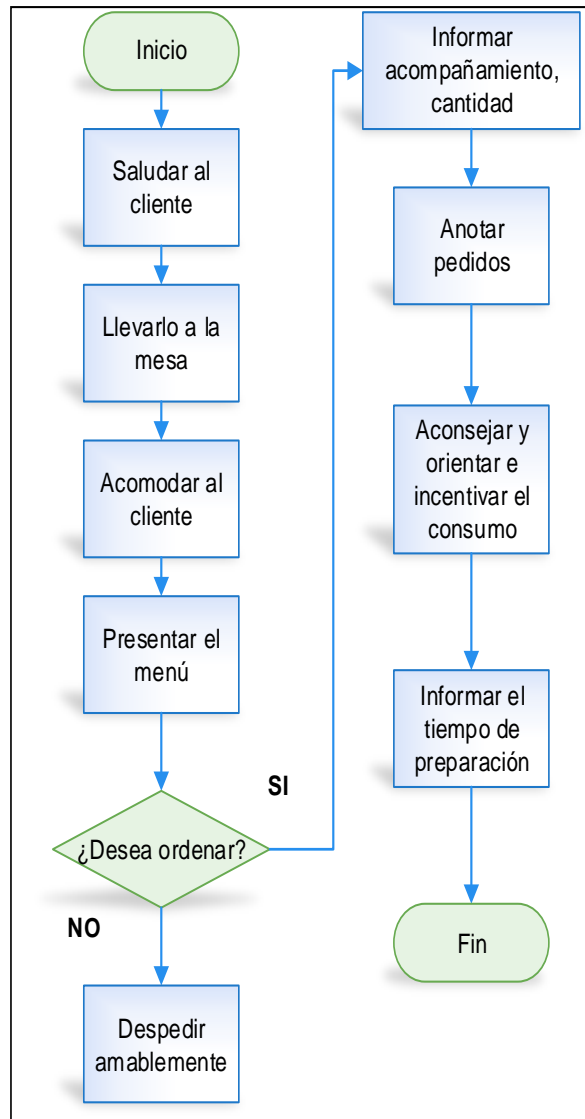 Inicio
Saludar al
cliente
Llevarlo a la
mesa
Acomodar al
cliente
Presentar el
menú
¿Desea ordenar?
SI
NO
Despedir
amablemente
Informar
acompañamiento,
cantidad
Anotar
pedidos
Aconsejar y
orientar e
incentivar el
consumo
Informar el
tiempo de
preparación
Fin